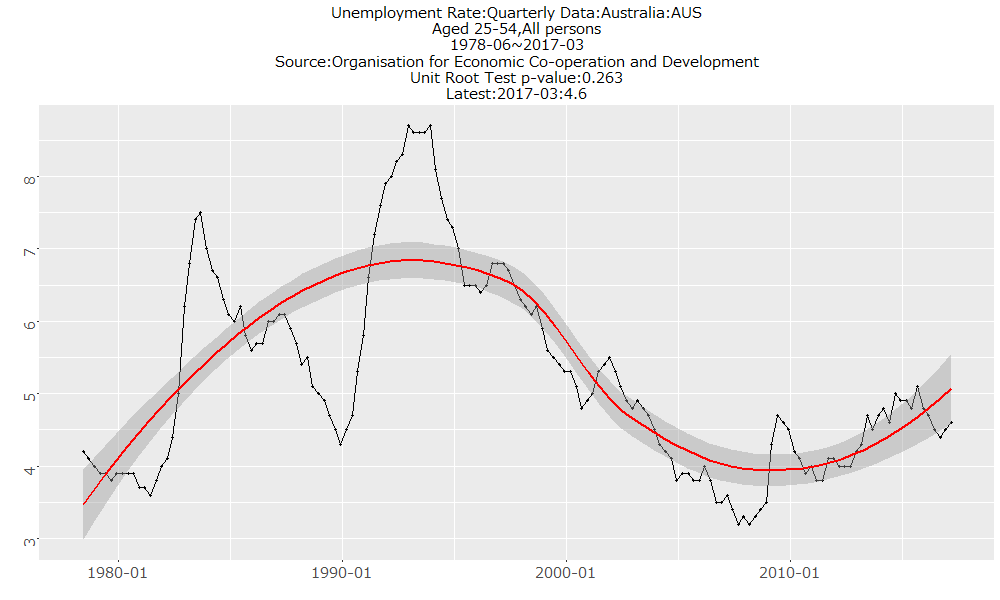 Unemployment Rate:Quarterly Data:Australia:AUS
Aged 25-54,All persons
1978-06~2017-03
Source:Organisation for Economic Co-operation and Development
Unit Root Test p-value:0.263
Latest:2017-03:4.6
8
7
6
5
4
3
1980-01 1990-01 2000-01 2010-01